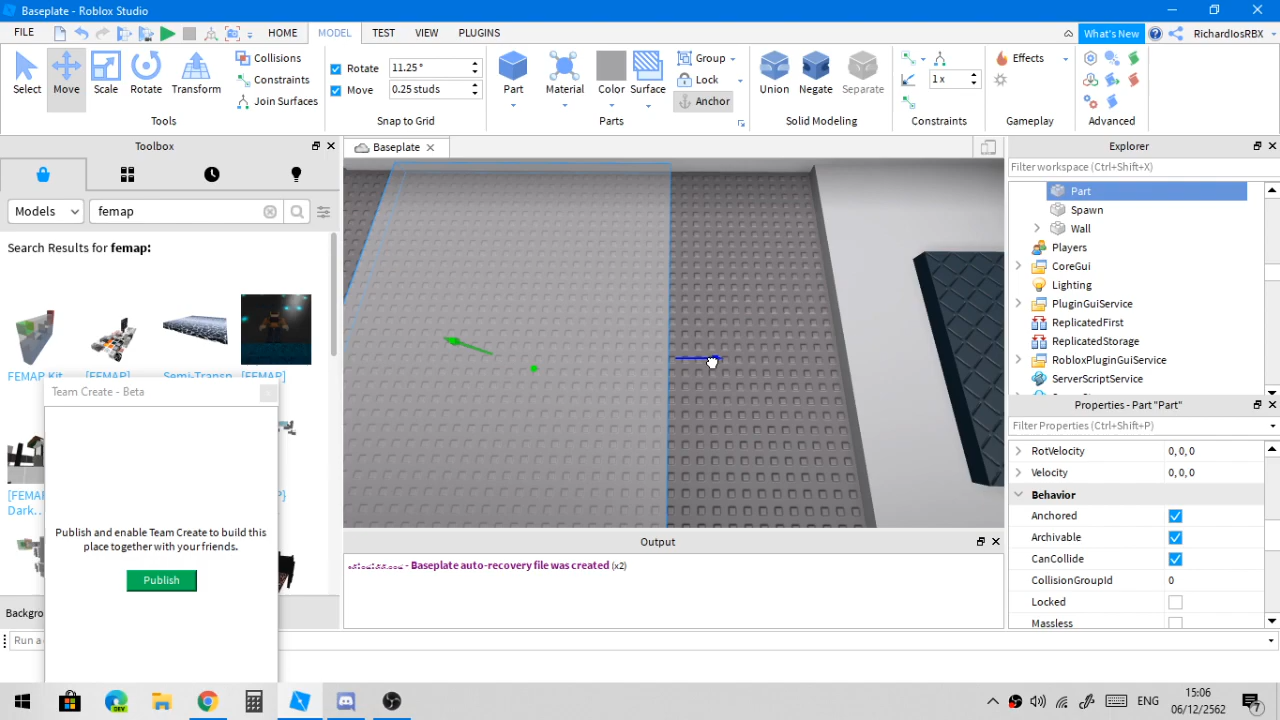 Baseplate - Roblox Studio
FILE HOME MODEL TEST VIEW PLUGINS What's New RichardlosRBX
Select Move Scale Rotate Transform
Collisions
Constraints
Join Surfaces
Tools
Rotate 11.25°
Move 0.25 studs
Snap to Grid
Part Material Color Surface
Group
Lock
Anchor
Parts
Union Negate Separate
Solid Modeling
1 x
Constraints
Effects
Gameplay
Advanced
Toolbox
Models femap
Search Results for femap:
FEMAP Kit [FEMAP] Semi-Transp [FEMAP]
[FEMA
Dark...
AP}
Backgro
Team Create - Beta
Publish and enable Team Create to build this
place together with your friends.
Publish
Run a
Baseplate
Output
- Baseplate auto-recovery file was created (x2)
Explorer
Filter workspace (Ctrl+Shift+X)
Part
Spawn
Wall
Players
CoreGui
Lighting
PluginGuiService
ReplicatedFirst
ReplicatedStorage
RobloxPluginGuiService
ServerScriptService
Properties - Part "Part"
Filter Properties (Ctrl+Shift+P)
RotVelocity 0, 0, 0
Velocity 0, 0, 0
Behavior
Anchored
Archivable
CanCollide
CollisionGroupId 0
Locked
Massless
DEV
ENG
15:06
06/12/2562
7